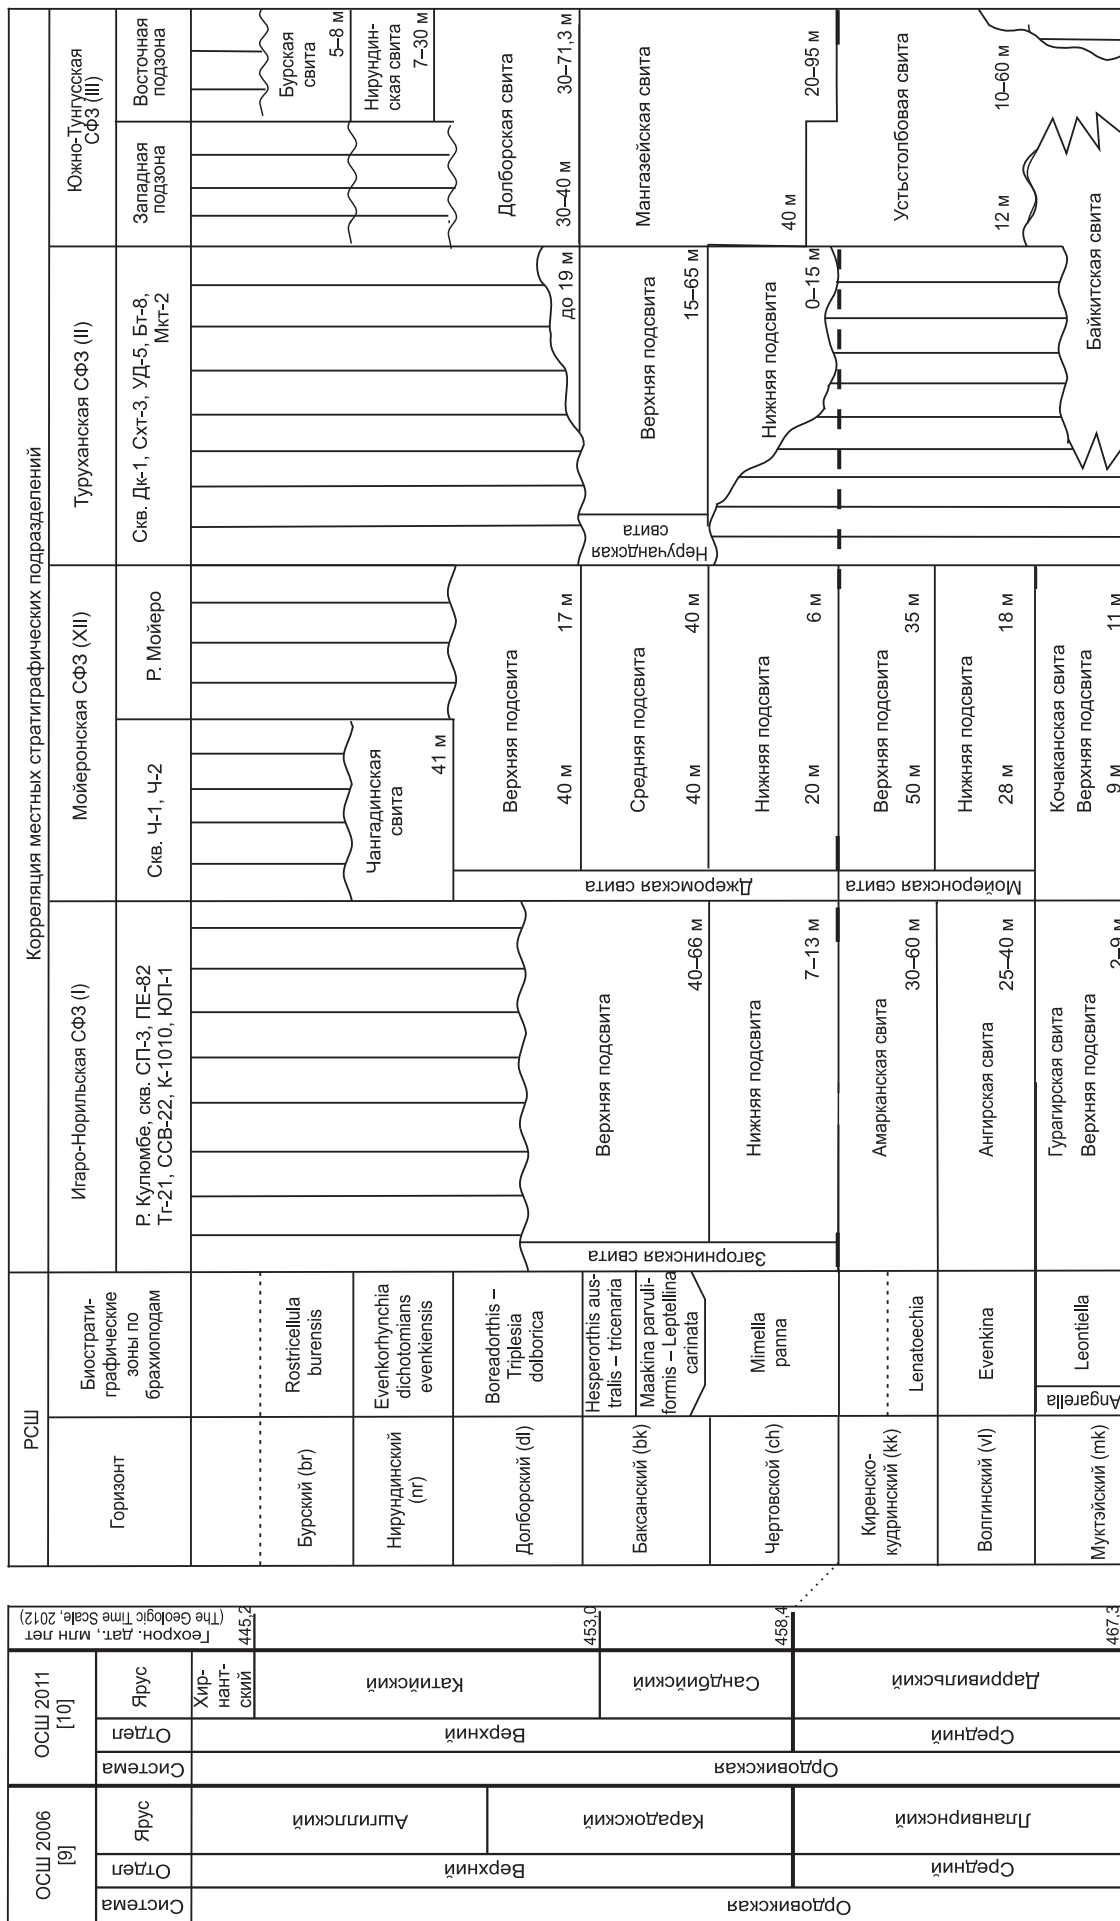 ОСШ 2006
[9]
Система
Отдел
Ярус
Ордовикская
Верхний
Средний
Ашгиллский
Карадокский
Лланвирнский
ОСШ 2011
[10]
Система
Отдел
Ярус
Ордовикская
Верхний
Средний
Хир-
нант-
ский
Катийский
Сандбийский
Дарривильский
Геохрон. дат., млн лет
(The Geologic Time Scale, 2012)
445,2
453,0
458,4
467,3
РСШ
Горизонт
Бурский (br)
Нирундинский
(nr)
Долборский (dl)
Баксанский (bk)
Чертовской (ch)
Киренско-
кудринский (kk)
Волгинский (vl)
Муктэйский (mk)
Биострати-
графические
зоны по
брахиоподам
Rostricellula
burensis
Evenkorhynchia
dichotomians
evenkiensis
Boreadorthis –
Triplesia
dolborica
Hesperorthis aus-
tralis – tricenaria
Maakina parvuli-
formis – Leptellina
carinata
Mimella
panna
Lenatoechia
Evenkina
Leontiella
Angarella
Корреляция местных стратиграфических подразделений
Игаро-Норильская СФЗ (I)
Р. Кулюмбе, скв. СП-3, ПЕ-82
Тг-21, ССВ-22, К-1010, ЮП-1
Загорнинская свита
Верхняя подсвита
40–66 м
Нижняя подсвита
7–13 м
Амарканская свита
30–60 м
Ангирская свита
25–40 м
Гурагирская свита
Верхняя подсвита
2–9 м
Мойеронская СФЗ (XII)
Скв. Ч-1, Ч-2
Р. Мойеро
Чангадинская
свита
41 м
Джеромская свита
Верхняя подсвита
40 м
17 м
Средняя подсвита
40 м
40 м
Нижняя подсвита
20 м
6 м
Мойеронская свита
Верхняя подсвита
50 м
35 м
Нижняя подсвита
28 м
18 м
Кочаканская свита
Верхняя подсвита
9 м
11 м
Туруханская СФЗ (II)
Скв. Дк-1, Схт-3, УД-5, Бт-8,
Мкт-2
до 19 м
Неручандская
свита
Верхняя подсвита
15–65 м
Нижняя подсвита
0–15 м
Байкитская свита
Южно-Тунгусская
СФЗ (III)
Западная
подзона
Восточная
подзона
Бурская
свита
5–8 м
Нирундин-
ская свита
7–30 м
Долборская свита
30–40 м
30–71,3 м
Мангазейская свита
40 м
20–95 м
Устьстолбовая свита
12 м
10–60 м